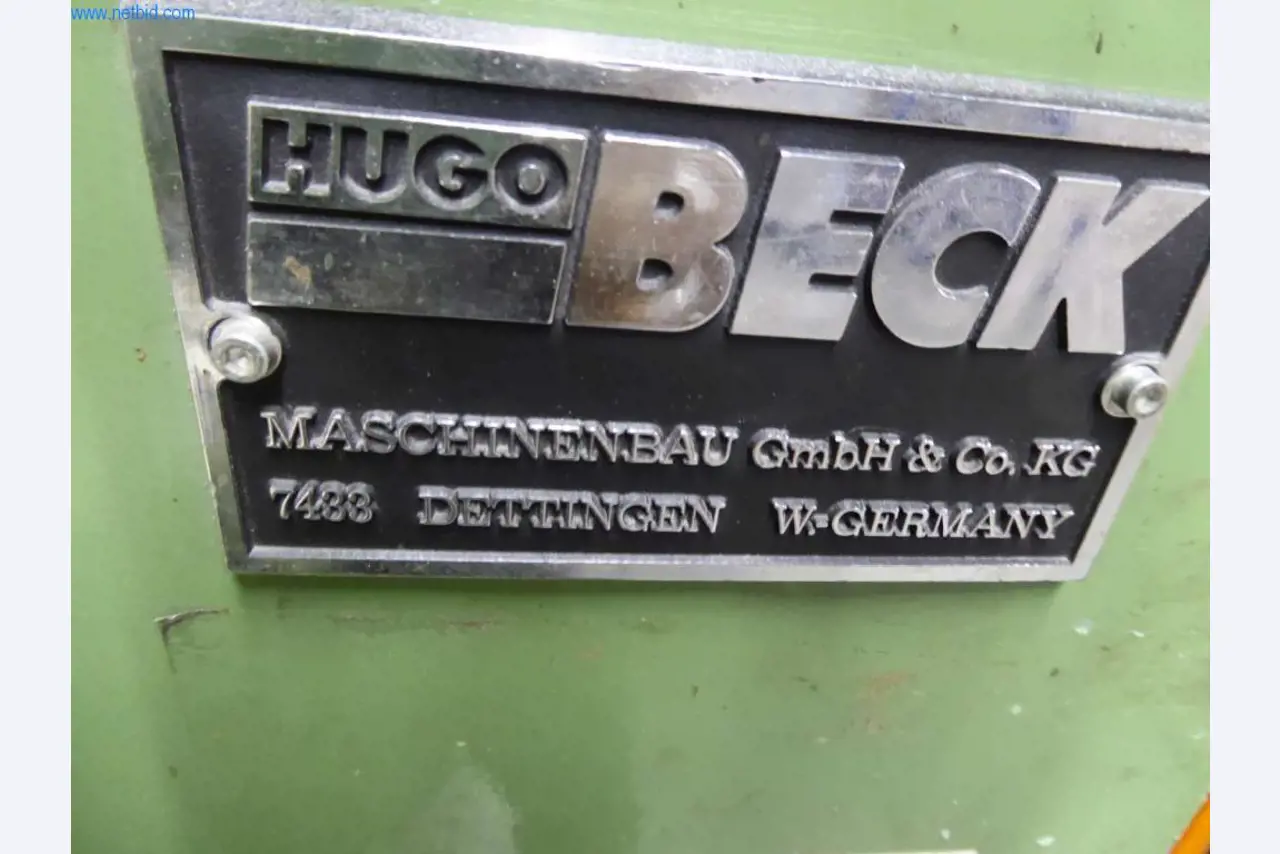 www.netbid.com
HUGO BECK
MASCHINENBAU GmbH & Co. KG
7433 DETTINGEN W.-GERMANY